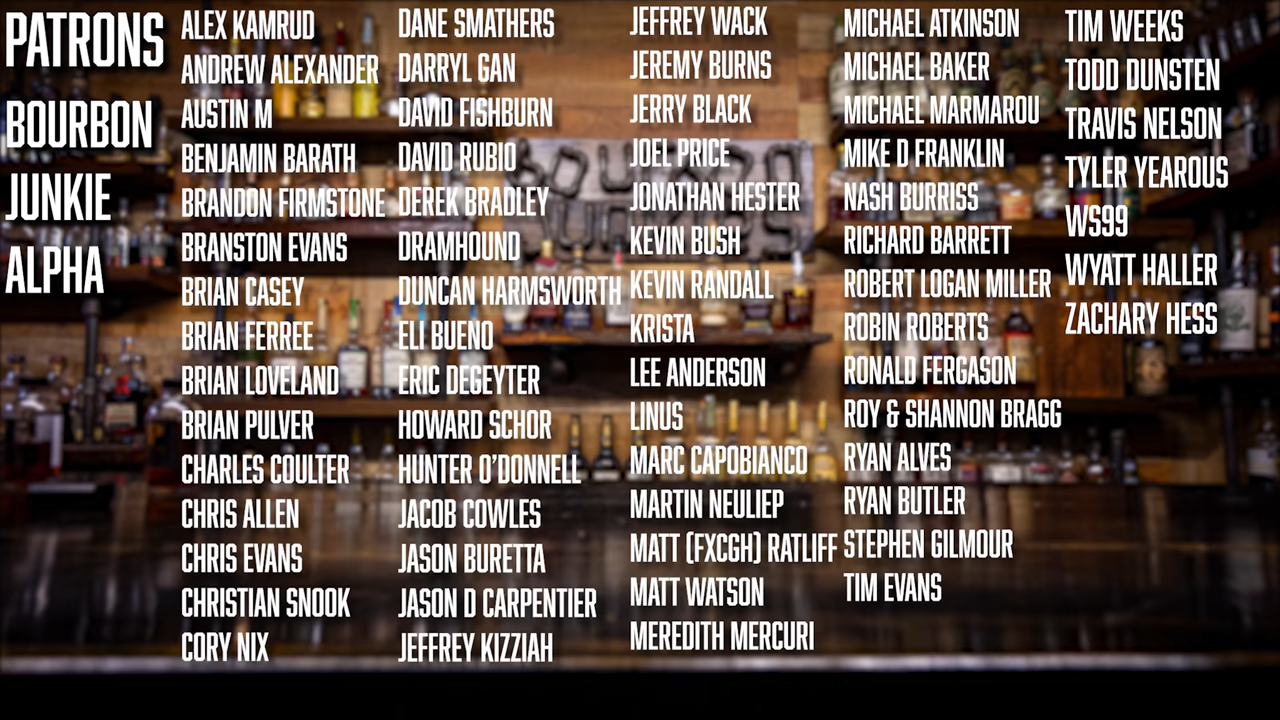 PATRONS
BOURBON
JUNKIE
ALPHA
ALEX KAMRUD
ANDREW ALEXANDER
AUSTIN M
BENJAMIN BARATH
BRANDON FIRMSTONE
BRANSTON EVANS
BRIAN CASEY
BRIAN FERREE
BRIAN LOVELAND
BRIAN PULVER
CHARLES COULTER
CHRIS ALLEN
CHRIS EVANS
CHRISTIAN SNOOK
CORY NIX
DANE SMATHERS
DARRYL GAN
DAVID FISHBURN
DAVID RUBIO
DEREK BRADLEY
DRAMHOUND
DUNCAN HARMSWORTH
ELI BUENO
ERIC DEGEYTER
HOWARD SCHOR
HUNTER O'DONNELL
JACOB COWLES
JASON BURETTA
JASON D CARPENTIER
JEFFREY KIZZIAH
JEFFREY WACK
JEREMY BURNS
JERRY BLACK
JOEL PRICE
JONATHAN HESTER
KEVIN BUSH
KEVIN RANDALL
KRISTA
LEE ANDERSON
LINUS
MARC CAPOBIANCO
MARTIN NEULIEP
MATT (FXCGH) RATLIFF
MATT WATSON
MEREDITH MERCURI
MICHAEL ATKINSON
MICHAEL BAKER
MICHAEL MARMAROU
MIKE D FRANKLIN
NASH BURRISS
RICHARD BARRETT
ROBERT LOGAN MILLER
ROBIN ROBERTS
RONALD FERGASON
ROY & SHANNON BRAGG
RYAN ALVES
RYAN BUTLER
STEPHEN GILMOUR
TIM EVANS
TIM WEEKS
TODD DUNSTEN
TRAVIS NELSON
TYLER YEAROUS
WS99
WYATT HALLER
ZACHARY HESS